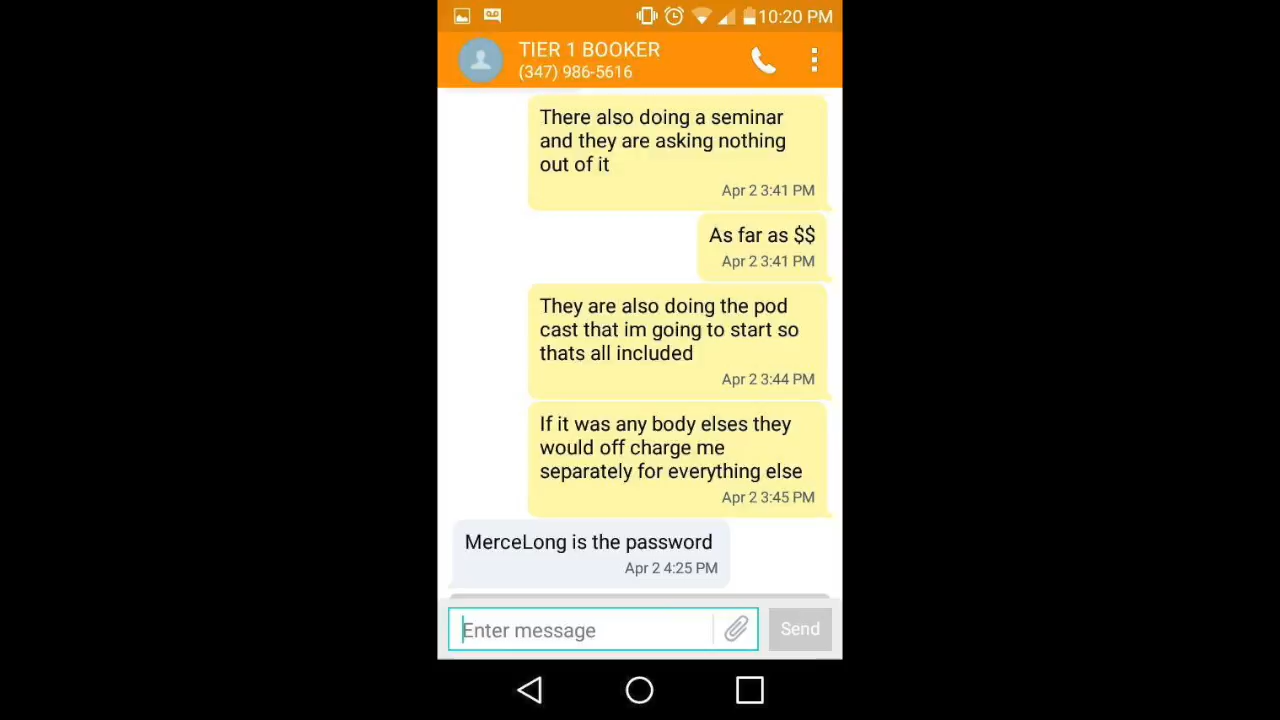 10:20 PM
TIER 1 BOOKER
(347) 986-5616
There also doing a seminar
and they are asking nothing
out of it
Apr 2 3:41 PM
As far as $$
Apr 2 3:41 PM
They are also doing the pod
cast that im going to start so
thats all included
Apr 2 3:44 PM
If it was any body elses they
would off charge me
separately for everything else
Apr 2 3:45 PM
MerceLong is the password
Apr 2 4:25 PM
Enter message
Send